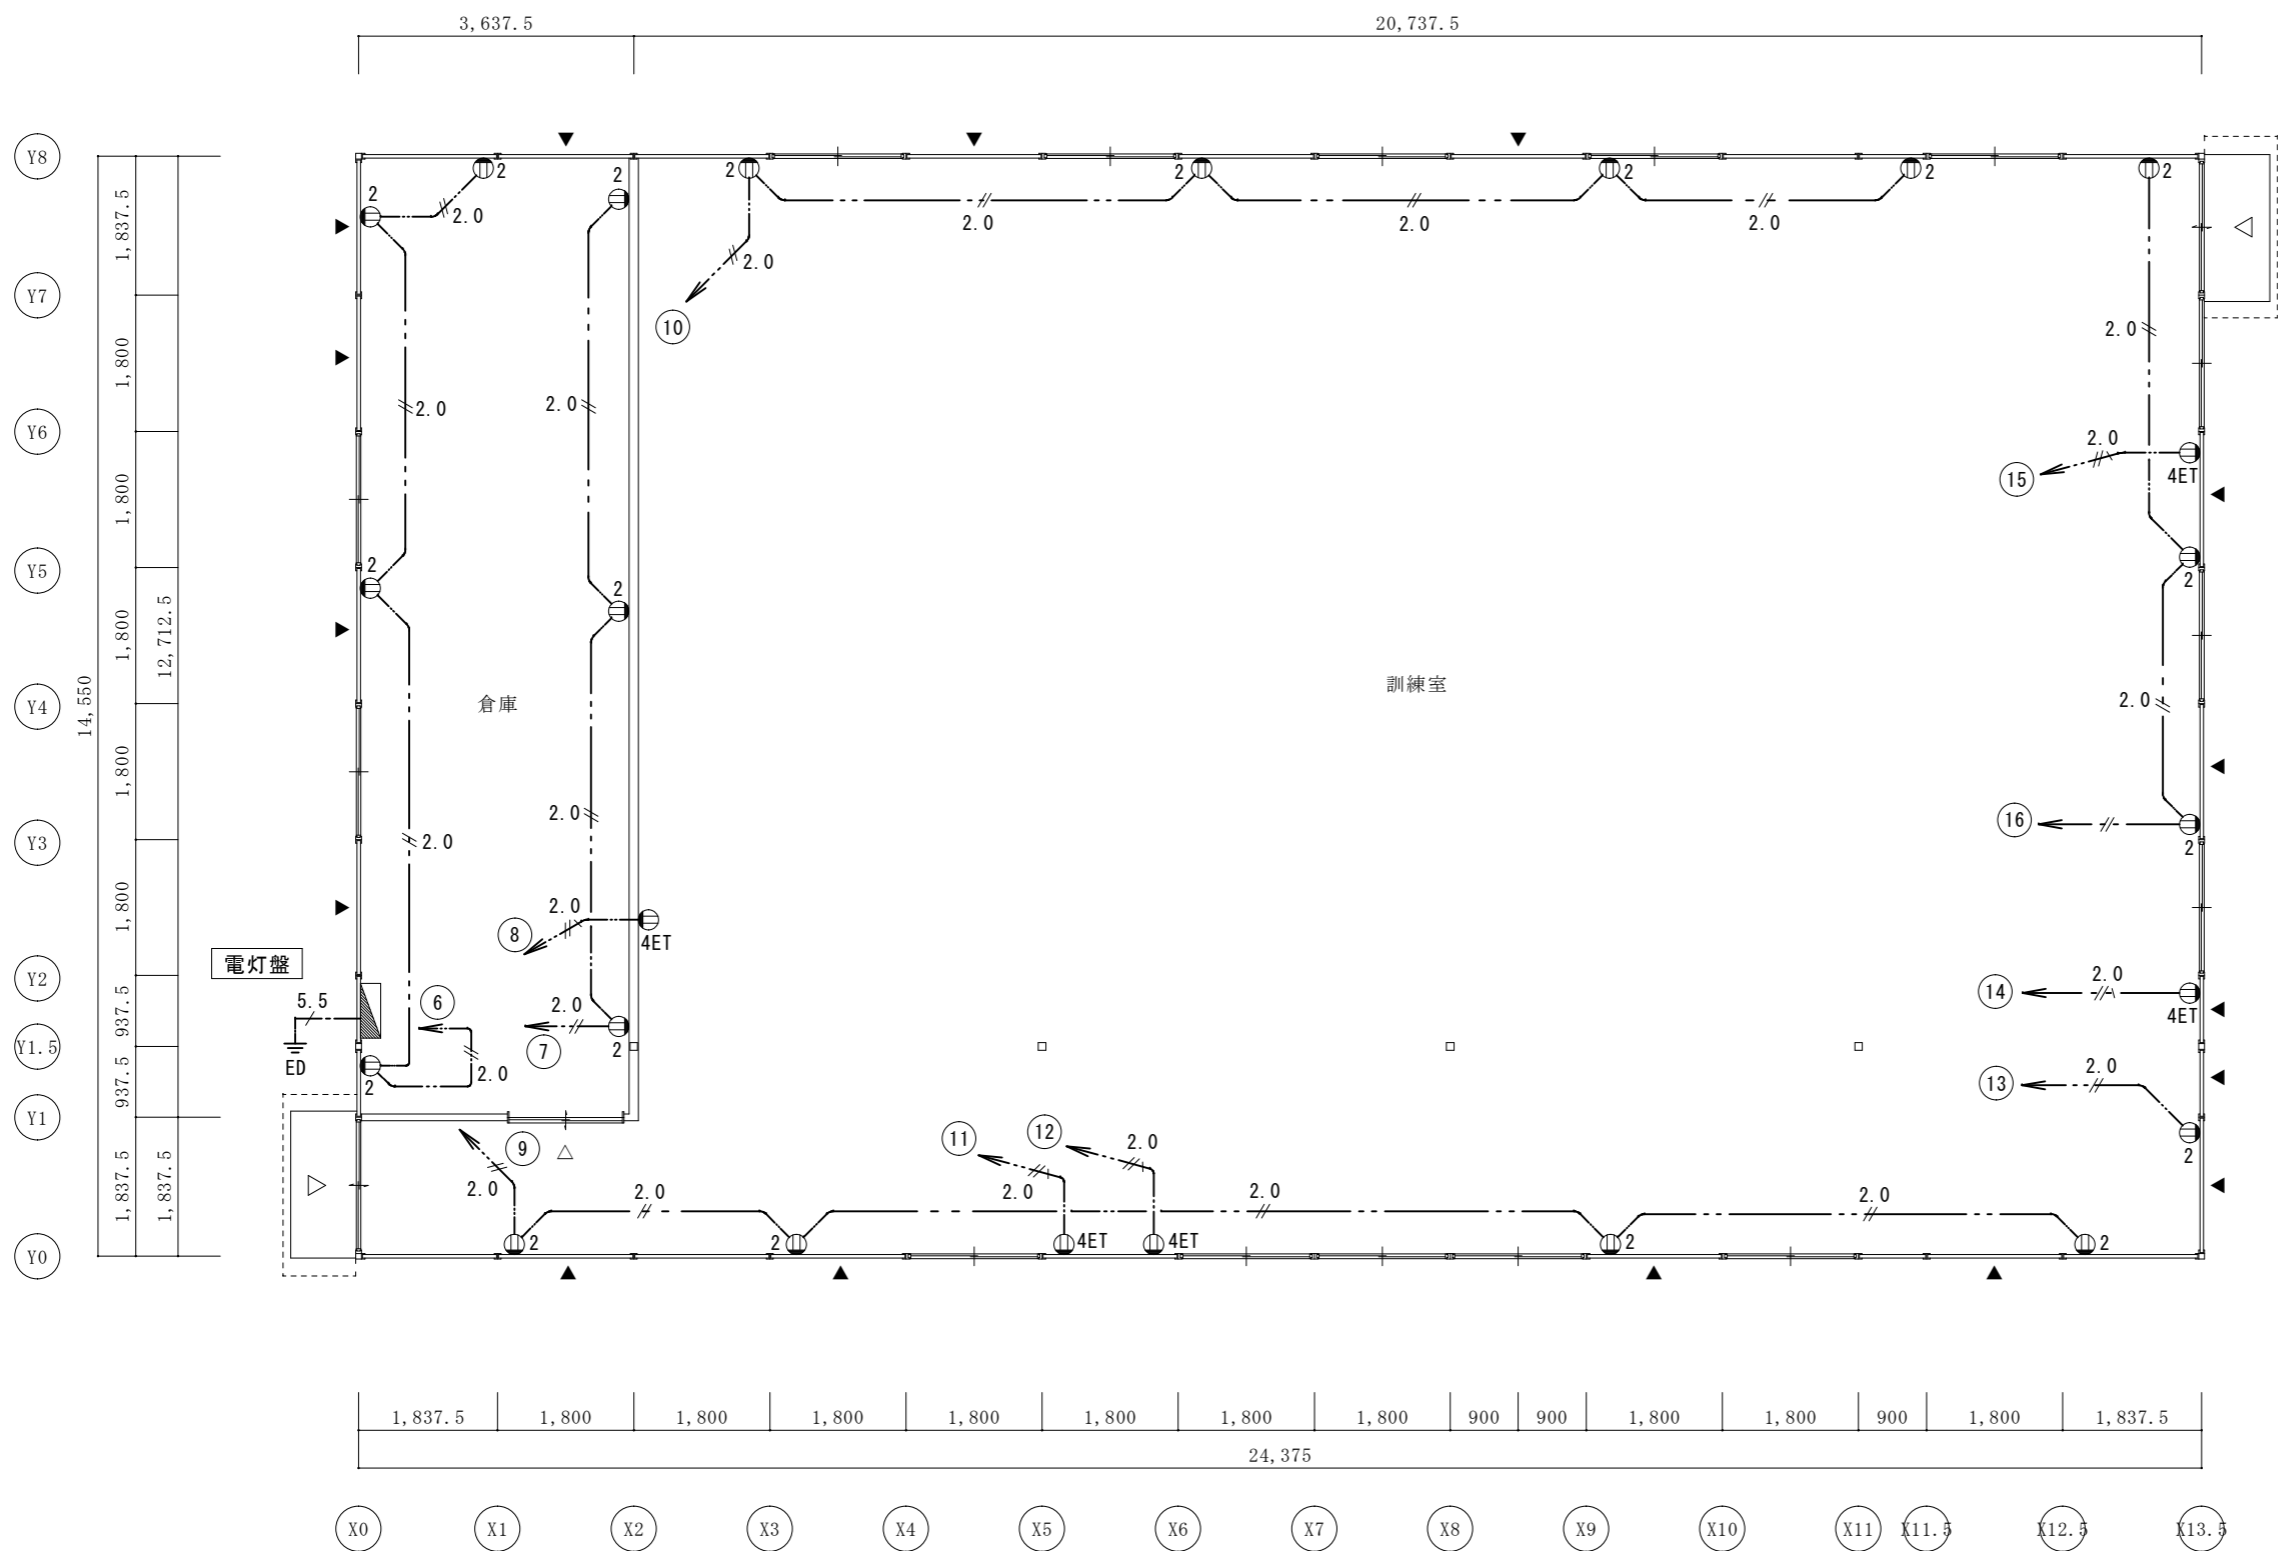 3,637.5
20,737.5
Y8
2
2
2
2
2
2
2
2
2.0
2.0
2.0
2.0
1,837.5
2.0
Y7
10
2.0
1,800
2.0
2.0
Y6
2.0
15
4ET
1,800
Y5
2
2
2
1,800
12,712.5
14,550
倉庫
訓練室
Y4
2.0
1,800
2.0
2.0
16
Y3
2
1,800
2.0
8
4ET
電灯盤
Y2
5.5
6
2.0
2.0
14
4ET
937.5
Y1.5
7
2
ED
2
2.0
2.0
13
937.5
Y1
11
12
2.0
9
2
2.0
2.0
2.0
2.0
2.0
1,837.5
1,837.5
2
2
4ET
4ET
2
2
Y0
1,837.5
1,800
1,800
1,800
1,800
1,800
1,800
1,800
900
900
1,800
1,800
900
1,800
1,837.5
24,375
X0
X1
X2
X3
X4
X5
X6
X7
X8
X9
X10
X11
X11.5
X12.5
X13.5